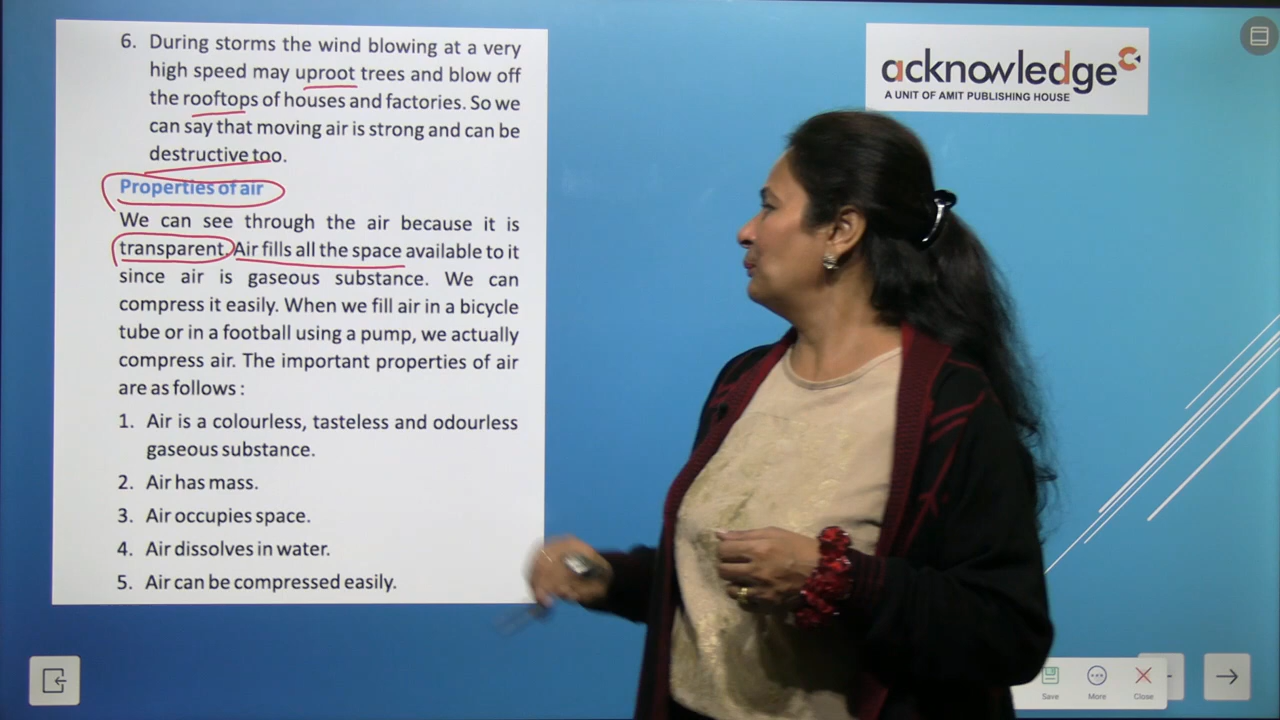 6. During storms the wind blowing at a very
high speed may uproot trees and blow off
the rooftops of houses and factories. So we
can say that moving air is strong and can be
destructive too.
Properties of air
We can see through the air because it is
transparent. Air fills all the space available to it
since air is gaseous substance. We can
compress it easily. When we fill air in a bicycle
tube or in a football using a pump, we actually
compress air. The important properties of air
are as follows :
1. Air is a colourless, tasteless and odourless
gaseous substance.
2. Air has mass.
3. Air occupies space.
4. Air dissolves in water.
5. Air can be compressed easily.
acknowledge
A UNIT OF AMIT PUBLISHING HOUSE
Save More Close